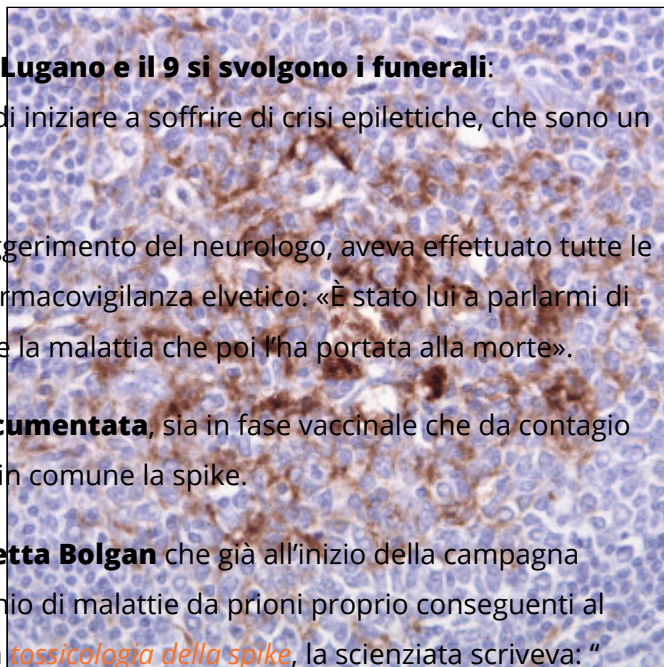 Lugano e il 9 si svolgono i funerali:
di iniziare a soffrire di crisi epilettiche, che sono un
gerimento del neurologo, aveva effettuato tutte le
rmacovigilanza elvetico: «È stato lui a parlarmi di
e la malattia che poi l’ha portata alla morte».
cumentata, sia in fase vaccinale che da contagio
in comune la spike.
etta Bolgan che già all’inizio della campagna
nio di malattie da prioni proprio conseguenti al
tossicologia della spike, la scienziata scriveva: “